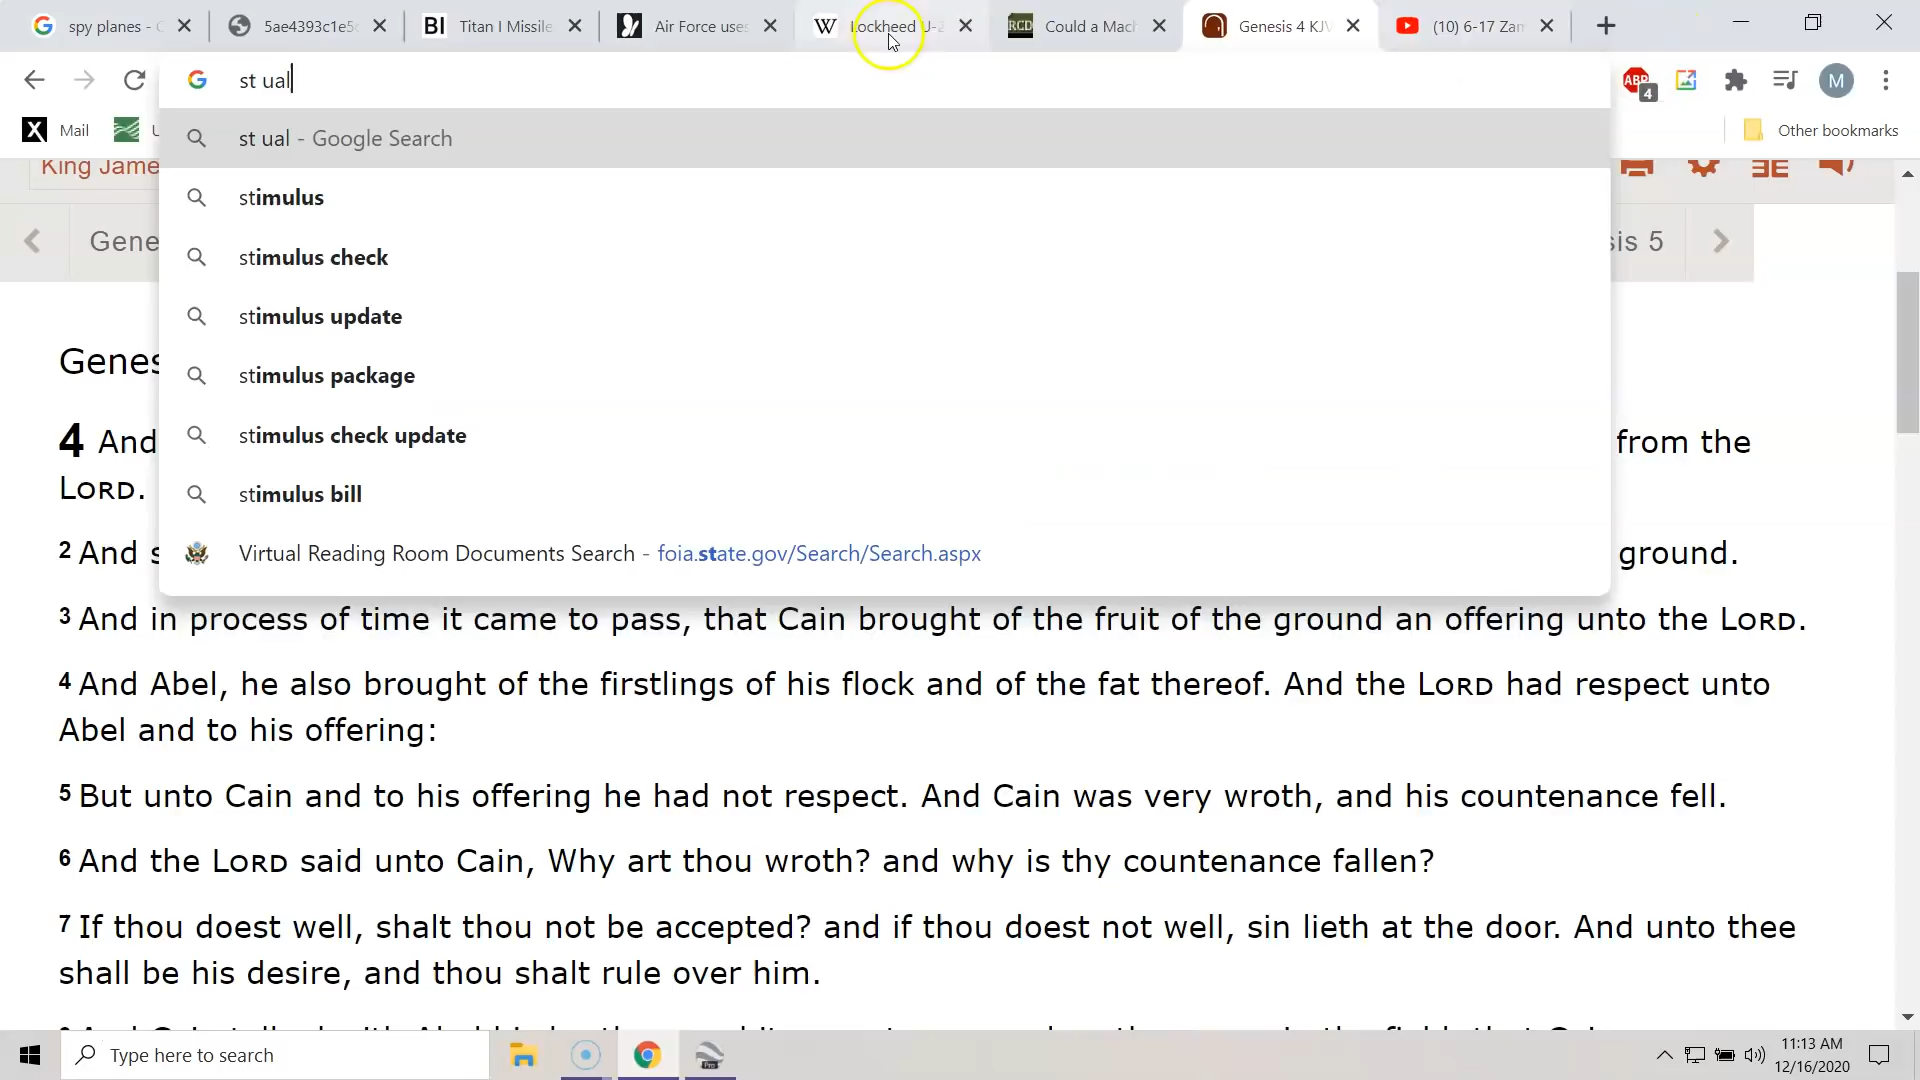 spy planes - G
5ae4393c1e5c
BI Titan I Missile
Air Force uses
W Lockheed U-2
RCD Could a Mach
Genesis 4 KJV
(10) 6-17 Zam
st ual
ABP 4
M
X Mail
Other bookmarks
st ual - Google Search
King Jame
stimulus
Gene
sis 5
stimulus check
stimulus update
Genes
stimulus package
4 And
stimulus check update
from the
LORD.
stimulus bill
2 And s
Virtual Reading Room Documents Search - foia.state.gov/Search/Search.aspx
ground.
3 And in process of time it came to pass, that Cain brought of the fruit of the ground an offering unto the LORD.
4 And Abel, he also brought of the firstlings of his flock and of the fat thereof. And the LORD had respect unto
Abel and to his offering:
5 But unto Cain and to his offering he had not respect. And Cain was very wroth, and his countenance fell.
6 And the LORD said unto Cain, Why art thou wroth? and why is thy countenance fallen?
7 If thou doest well, shalt thou not be accepted? and if thou doest not well, sin lieth at the door. And unto thee
shall be his desire, and thou shalt rule over him.
Type here to search
11:13 AM
12/16/2020